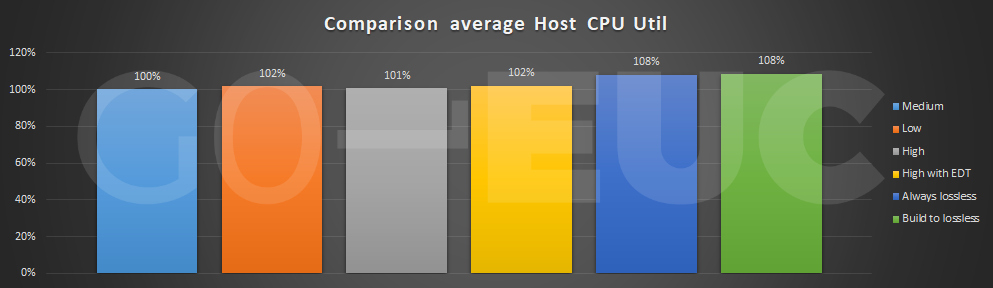 Comparison average Host CPU Util
120%
100%
80%
60%
40%
20%
0%
100%
102%
101%
102%
108%
108%
GO-EUC
Medium
Low
High
High with EDT
Always lossless
Build to lossless